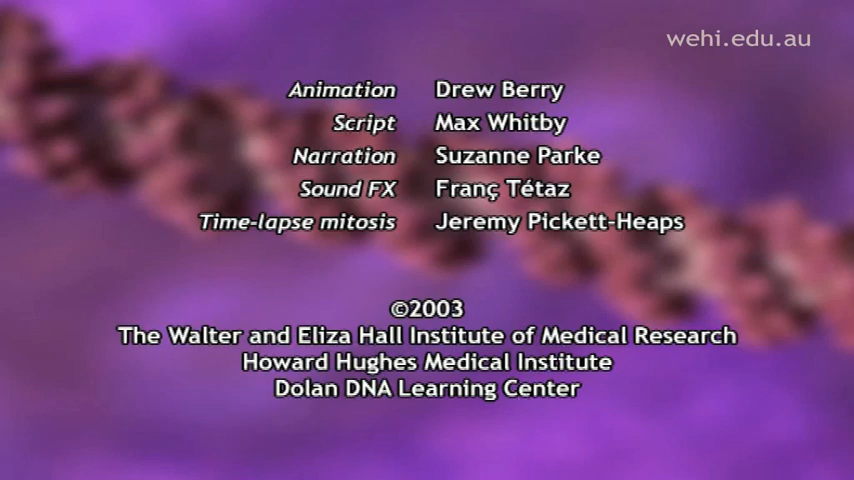 wehi.edu.au
Animation Drew Berry
Script Max Whitby
Narration Suzanne Parke
Sound FX Franç Tétaz
Time-lapse mitosis Jeremy Pickett-Heaps
©2003
The Walter and Eliza Hall Institute of Medical Research
Howard Hughes Medical Institute
Dolan DNA Learning Center